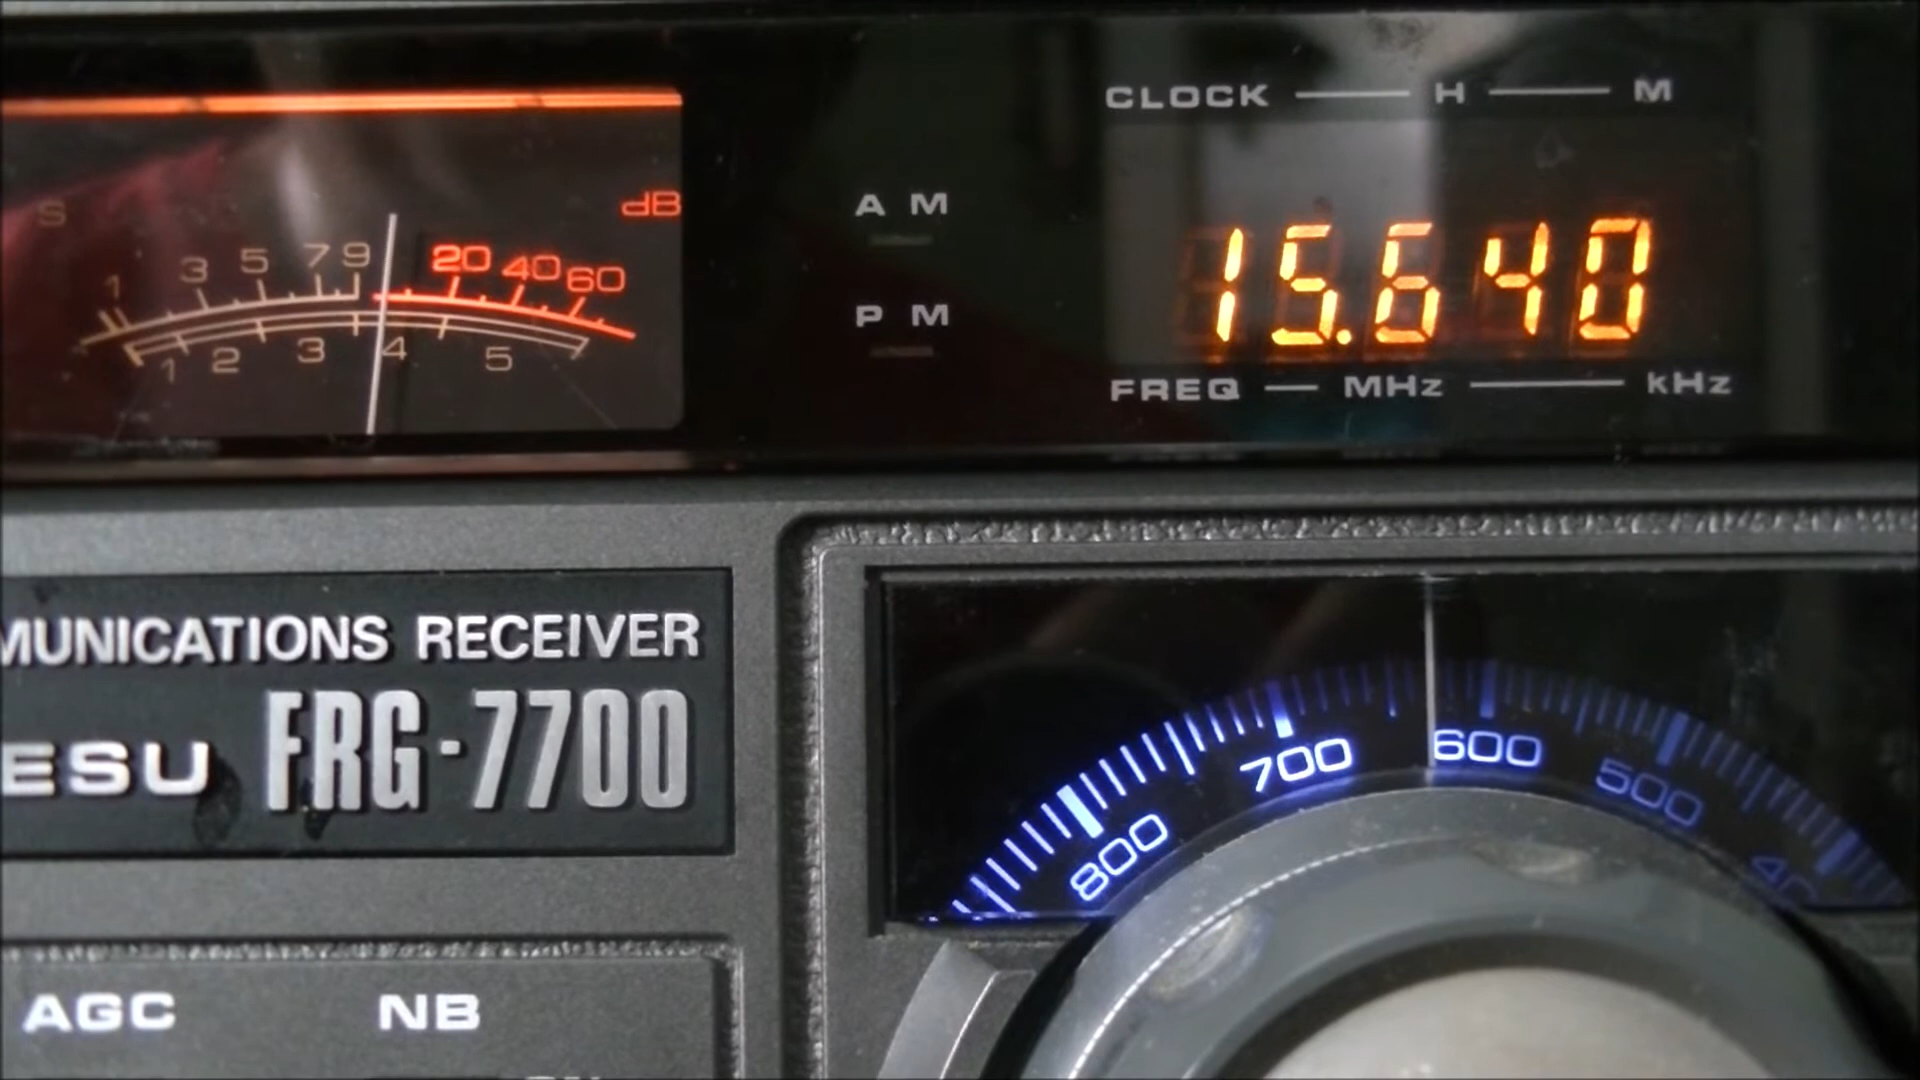 CLOCK H M
S dB
A M
1 3 5 7 9 20 40 60
15.640
P M
1 2 3 4 5
FREQ MHz kHz
MUNICATIONS RECEIVER
ESU FRG-7700
800 700 600 500 40
AGC NB